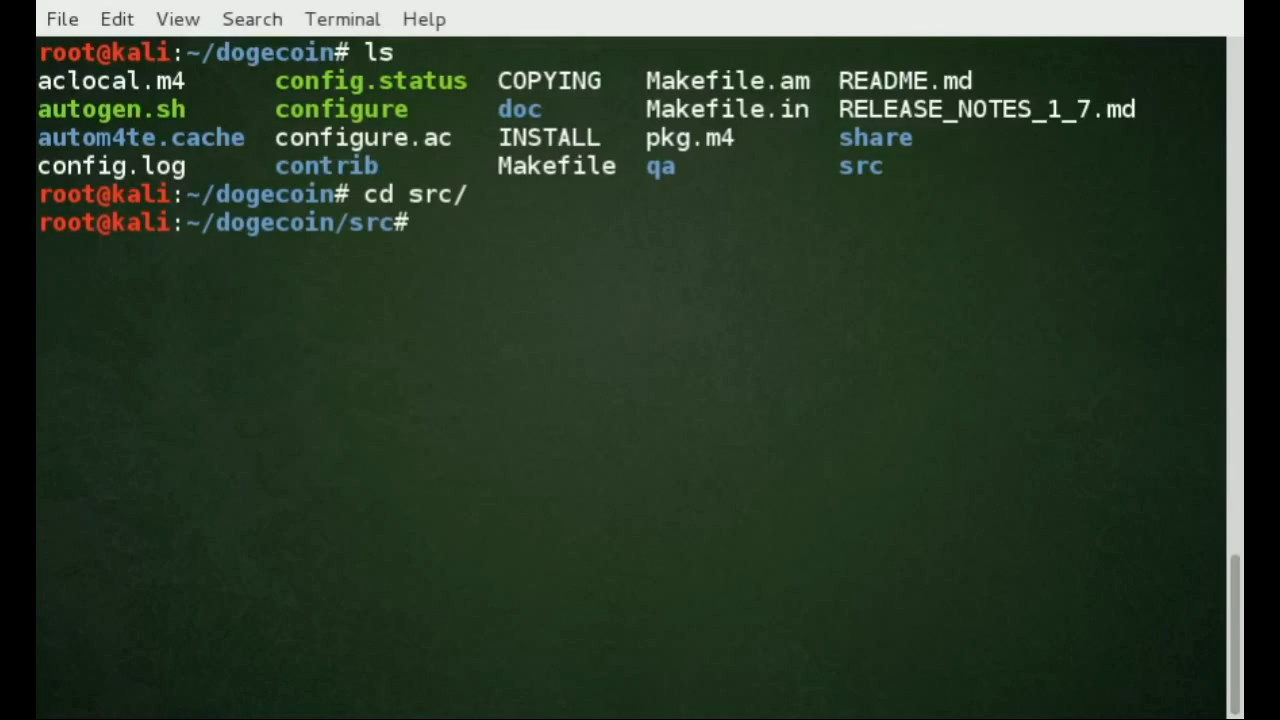 File Edit View Search Terminal Help
root@kali:~/dogecoin# ls
aclocal.m4 config.status COPYING Makefile.am README.md
autogen.sh configure doc Makefile.in RELEASE_NOTES_1_7.md
autom4te.cache configure.ac INSTALL pkg.m4 share
config.log contrib Makefile qa src
root@kali:~/dogecoin# cd src/
root@kali:~/dogecoin/src#